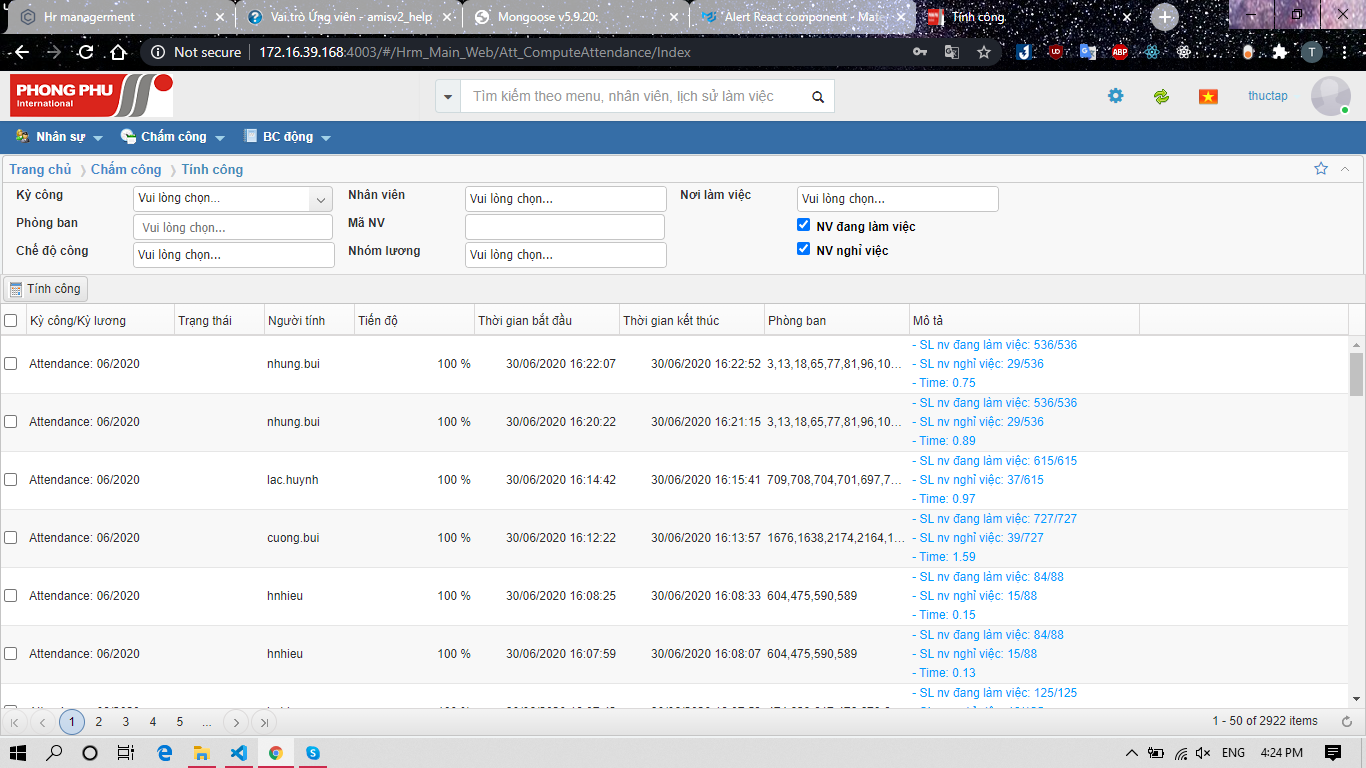 Hr managerment
Vai.trò Ứng viên - amisv2_help
Mongoose v5.9.20:
Alert React component - Mate
Tính công
Not secure 172.16.39.168:4003/#/Hrm_Main_Web/Att_ComputeAttendance/Index
PHONG PHU
International
Tìm kiếm theo menu, nhân viên, lịch sử làm việc
thuctap
Nhân sự Chấm công BC động
Trang chủ Chấm công Tính công
Kỳ công Vui lòng chọn... Nhân viên Vui lòng chọn... Nơi làm việc Vui lòng chọn...
Phòng ban Vui lòng chọn... Mã NV NV đang làm việc
Chế độ công Vui lòng chọn... Nhóm lương Vui lòng chọn... NV nghỉ việc
Tính công
Kỳ công/Kỳ lương Trạng thái Người tính Tiến độ Thời gian bắt đầu Thời gian kết thúc Phòng ban Mô tả
- SL nv đang làm việc: 536/536
Attendance: 06/2020 nhung.bui 100 % 30/06/2020 16:22:07 30/06/2020 16:22:52 3,13,18,65,77,81,96,10... - SL nv nghỉ việc: 29/536
- Time: 0.75
- SL nv đang làm việc: 536/536
Attendance: 06/2020 nhung.bui 100 % 30/06/2020 16:20:22 30/06/2020 16:21:15 3,13,18,65,77,81,96,10... - SL nv nghỉ việc: 29/536
- Time: 0.89
- SL nv đang làm việc: 615/615
Attendance: 06/2020 lac.huynh 100 % 30/06/2020 16:14:42 30/06/2020 16:15:41 709,708,704,701,697,7... - SL nv nghỉ việc: 37/615
- Time: 0.97
- SL nv đang làm việc: 727/727
Attendance: 06/2020 cuong.bui 100 % 30/06/2020 16:12:22 30/06/2020 16:13:57 1676,1638,2174,2164,1... - SL nv nghỉ việc: 39/727
- Time: 1.59
- SL nv đang làm việc: 84/88
Attendance: 06/2020 hnhieu 100 % 30/06/2020 16:08:25 30/06/2020 16:08:33 604,475,590,589 - SL nv nghỉ việc: 15/88
- Time: 0.15
- SL nv đang làm việc: 84/88
Attendance: 06/2020 hnhieu 100 % 30/06/2020 16:07:59 30/06/2020 16:08:07 604,475,590,589 - SL nv nghỉ việc: 15/88
- Time: 0.13
- SL nv đang làm việc: 125/125
1 2 3 4 5 ... 1 - 50 of 2922 items
ENG 4:24 PM